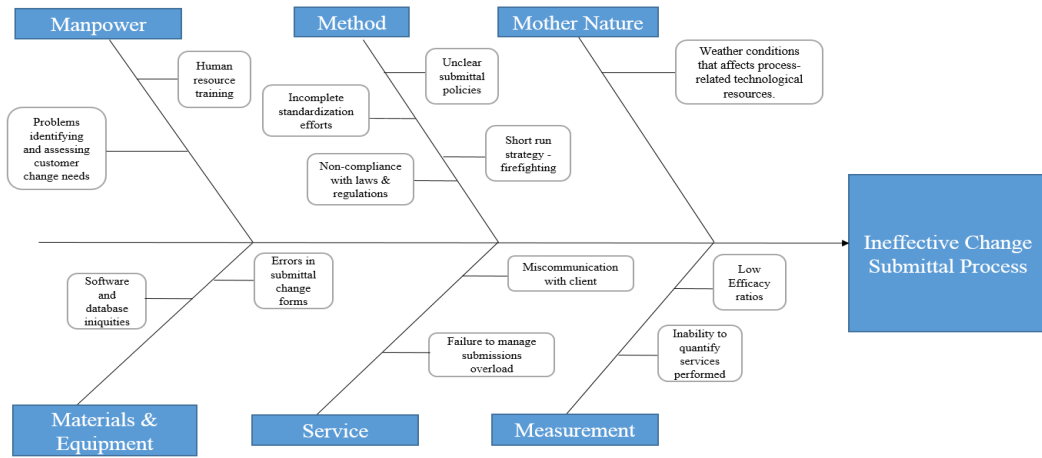 Manpower
Method
Mother Nature
Human
resource
training
Unclear
submittal
policies
Weather conditions
that affects process-
related technological
resources.
Incomplete
standardization
efforts
Problems
identifying
and assessing
customer
change needs
Short run
strategy -
firefighting
Non-compliance
with laws &
regulations
Ineffective Change
Submittal Process
Software
and
database
iniquities
Errors in
submittal
change
forms
Miscommunication
with client
Low
Efficacy
ratios
Failure to manage
submissions
overload
Inability to
quantify
services
performed
Materials &
Equipment
Service
Measurement